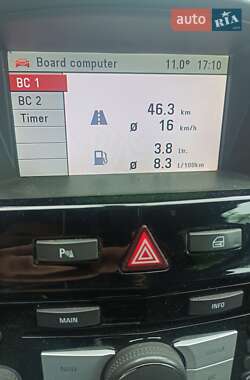 auto RIA
Board computer 11.0° 17:10
BC 1
BC 2
Timer
46.3 km
ø 16 km/h
3.8 ltr.
ø 8.3 l/100km
P
MAIN
INFO